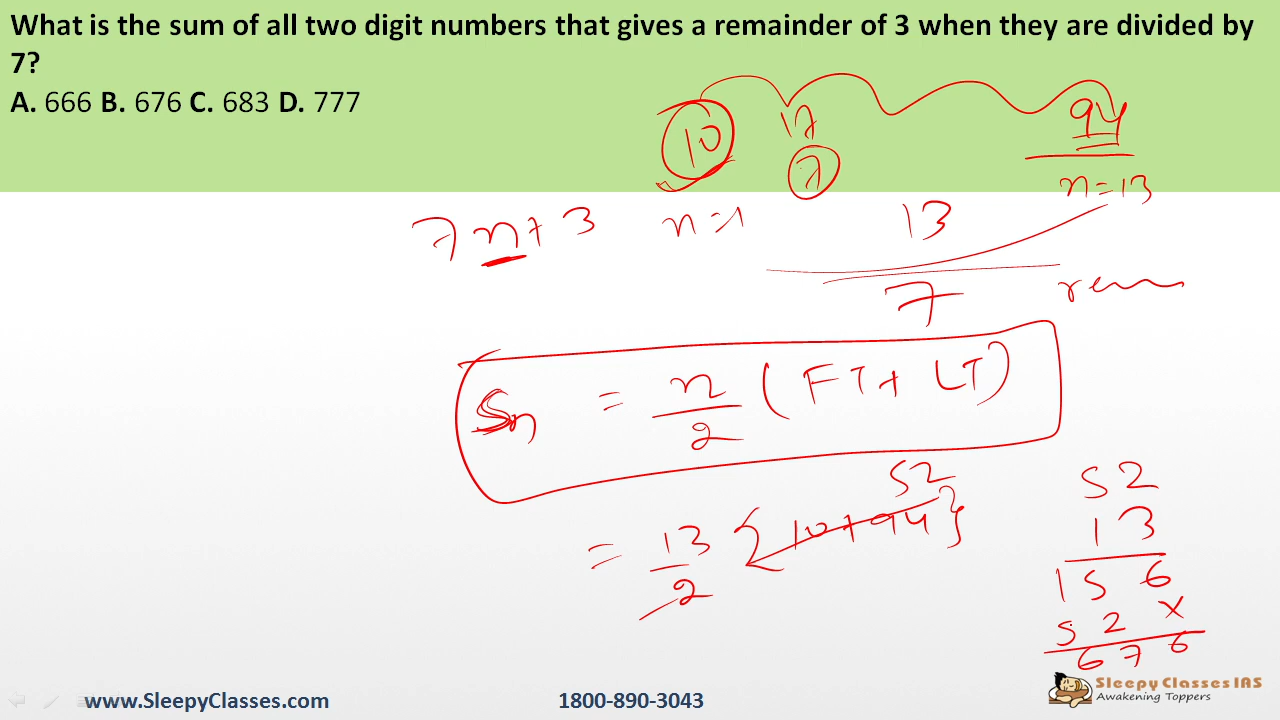 What is the sum of all two digit numbers that gives a remainder of 3 when they are divided by
7?
A. 666 B. 676 C. 683 D. 777
10 17 94
7
n=13
7n+3 n=1 13
7 rem
Sn = n/2 (FT + LT)
52
= 13/2 {10+94}
52
13
156
52x
676
Sleepy Classes IAS
Awakening Toppers
www.SleepyClasses.com 1800-890-3043